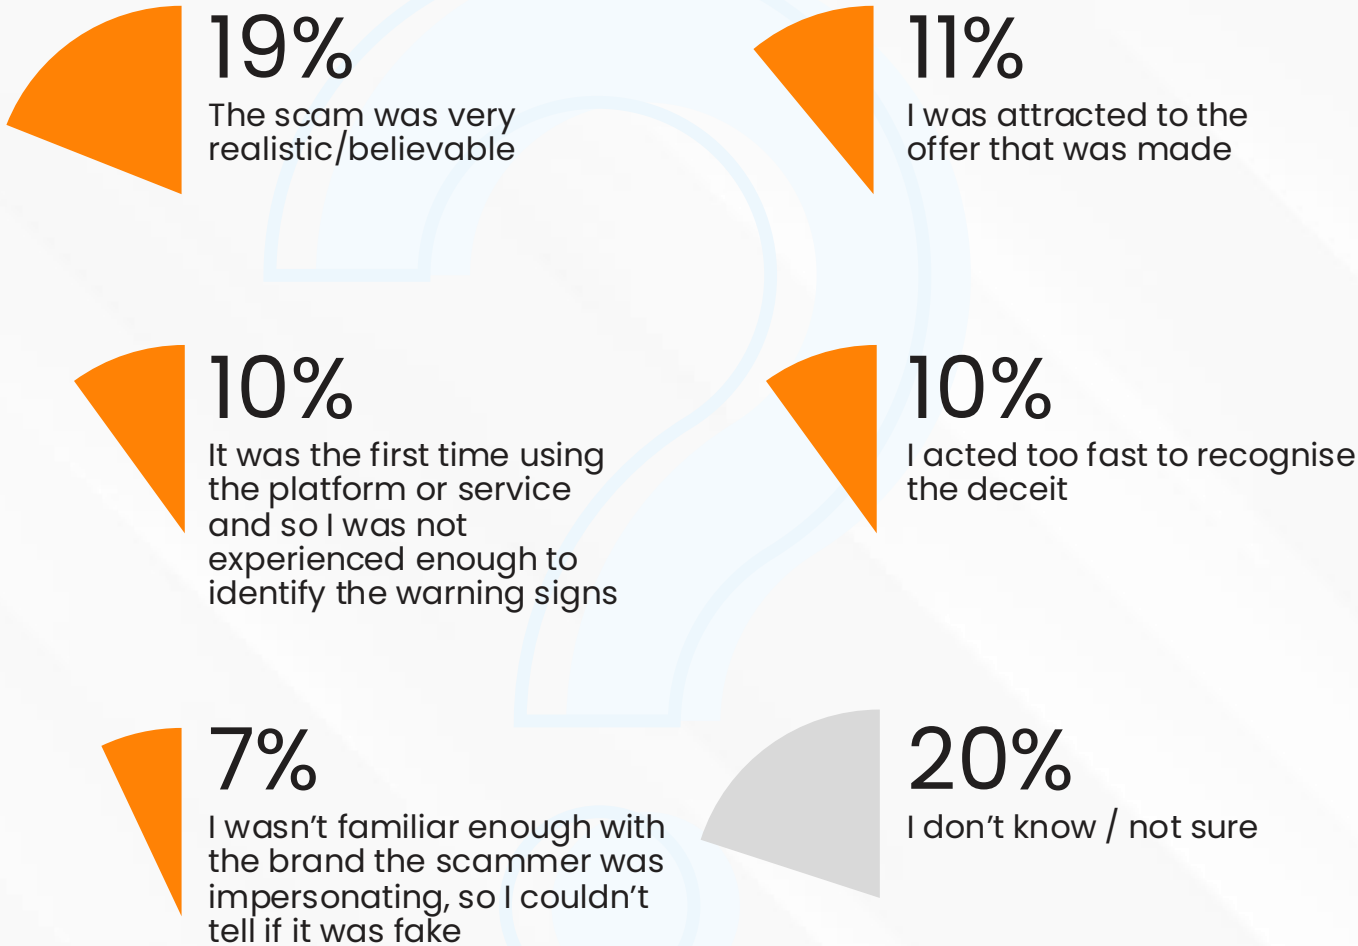 19%
The scam was very
realistic/believable
11%
I was attracted to the
offer that was made
10%
It was the first time using
the platform or service
and so I was not
experienced enough to
identify the warning signs
10%
I acted too fast to recognise
the deceit
7%
I wasn’t familiar enough with
the brand the scammer was
impersonating, so I couldn’t
tell if it was fake
20%
I don’t know / not sure